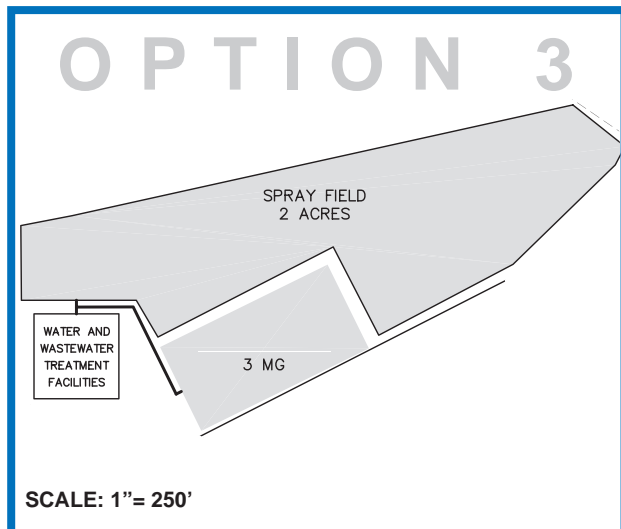 OPTION 3
SPRAY FIELD
2 ACRES
WATER AND
WASTEWATER
TREATMENT
FACILITIES
3 MG
SCALE: 1”= 250’